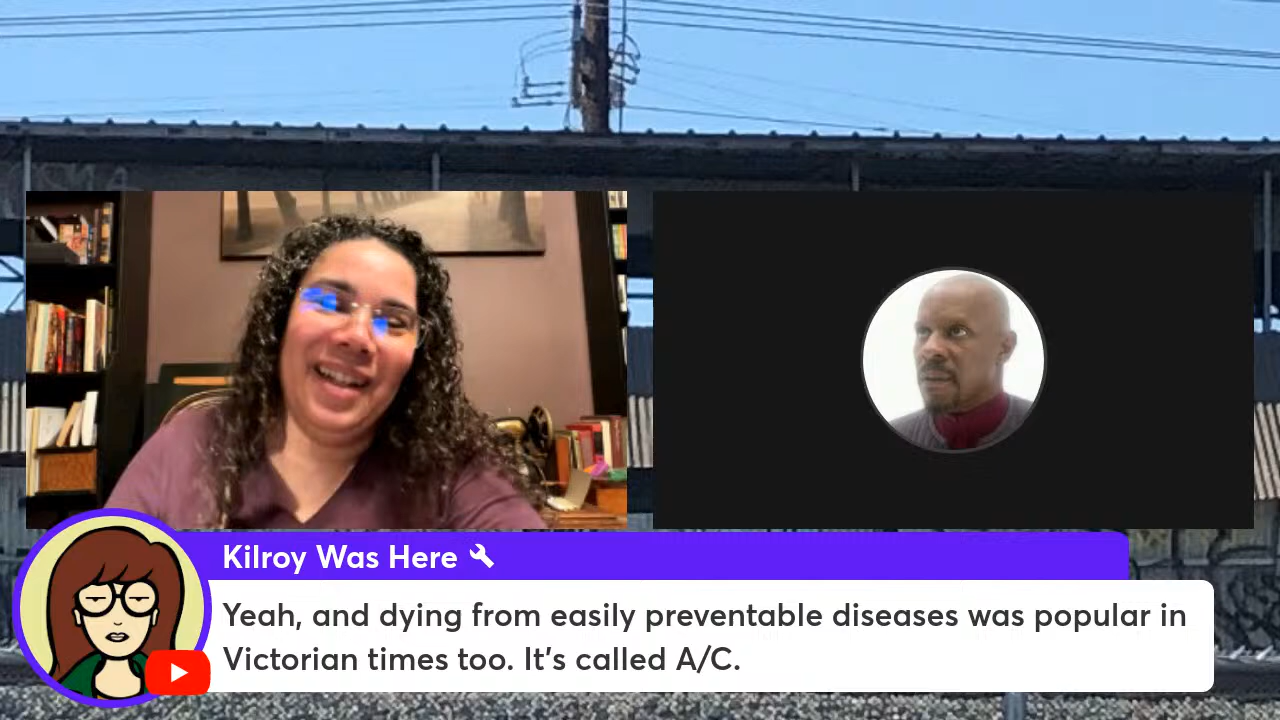 Kilroy Was Here
Yeah, and dying from easily preventable diseases was popular in
Victorian times too. It's called A/C.